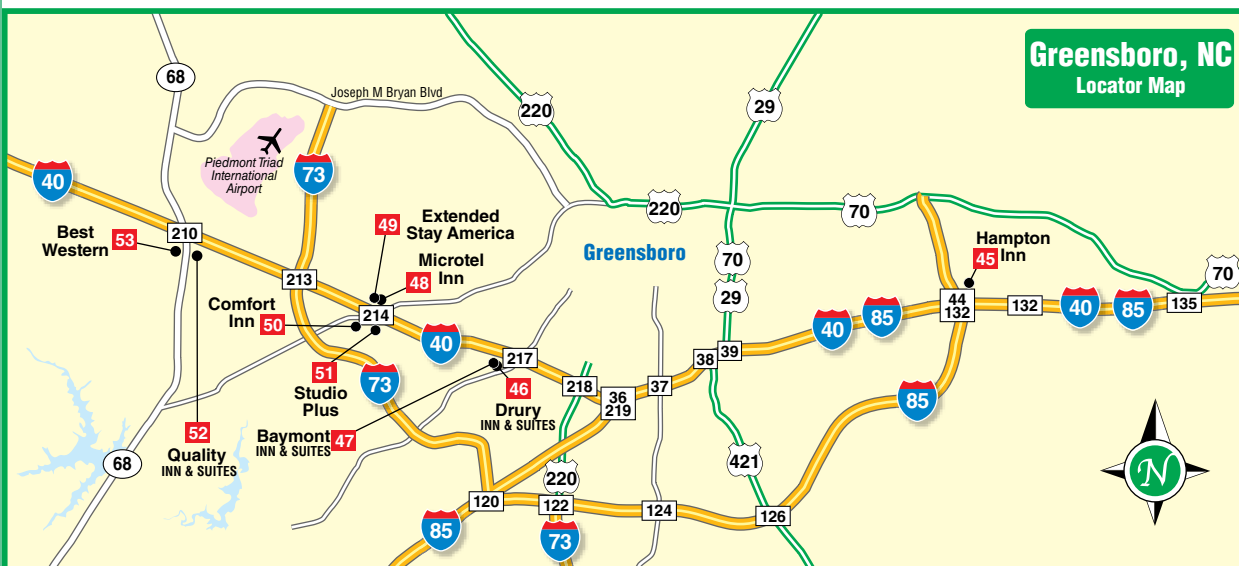 Greensboro, NC
Locator Map
68
Joseph M Bryan Blvd
220
29
Piedmont Triad
International
Airport
73
40
220
70
210
Best
Western
53
49
Extended
Stay America
Microtel
Inn
48
Greensboro
70
29
Hampton
Inn
45
70
213
Comfort
Inn
50
214
40
44
132
132
40
85
135
40
85
217
38
39
51
Studio
Plus
73
46
Drury
INN & SUITES
218
36
219
37
85
52
Quality
INN & SUITES
Baymont
INN & SUITES
47
68
220
421
120
122
124
126
85
73
N